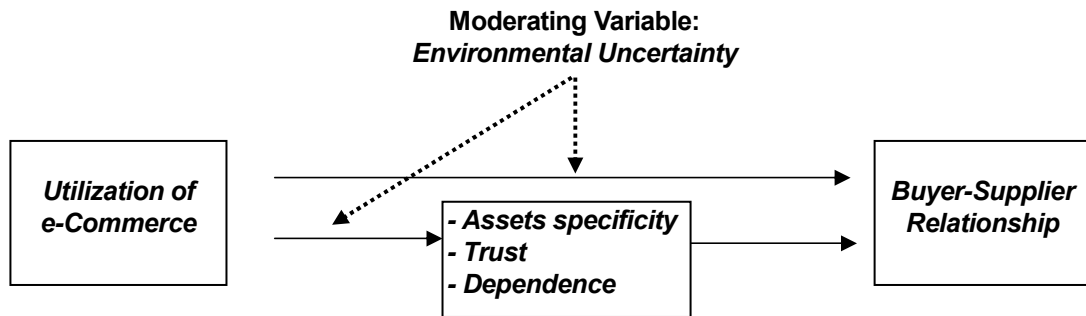 Moderating Variable:
Environmental Uncertainty
Utilization of
e-Commerce
- Assets specificity
- Trust
- Dependence
Buyer-Supplier
Relationship